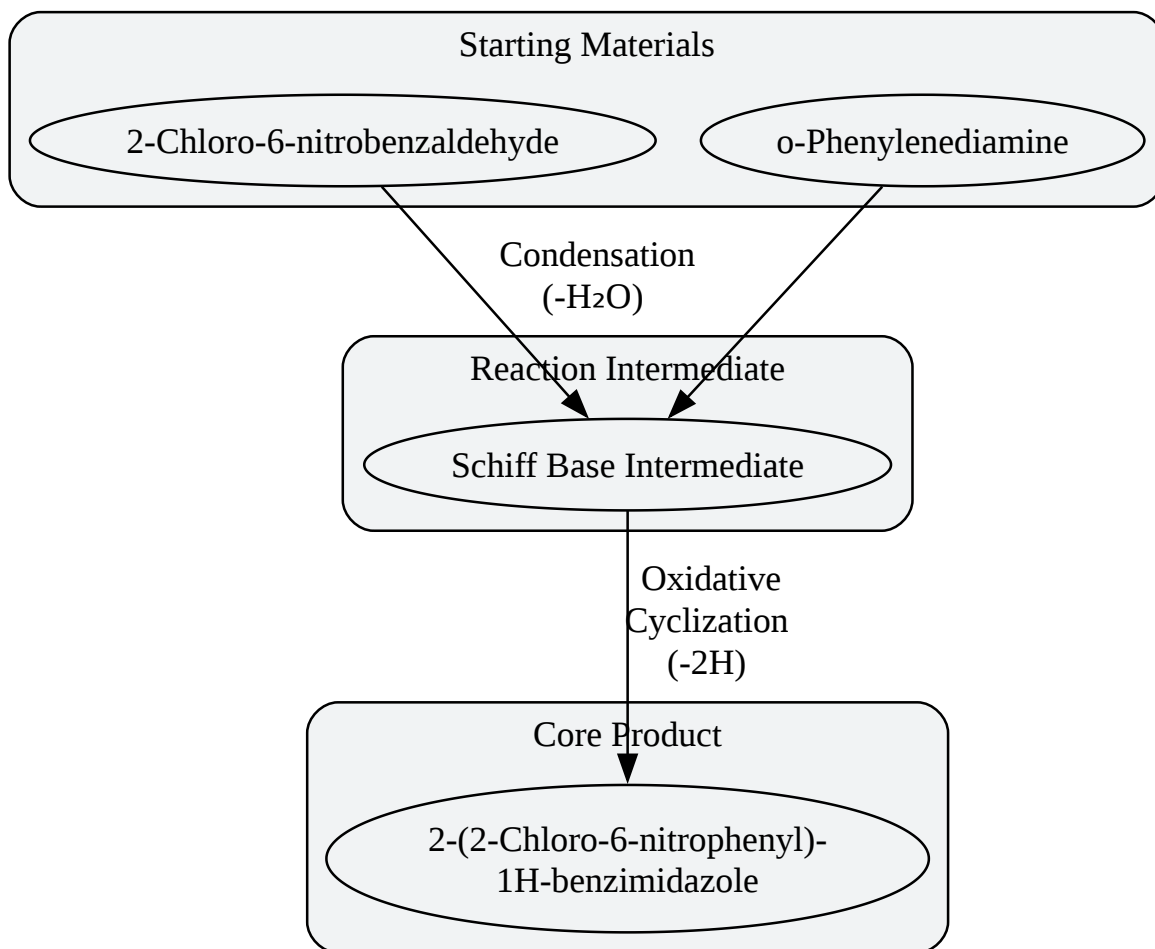 Starting Materials
2-Chloro-6-nitrobenzaldehyde
o-Phenylenediamine
Condensation
(-H₂O)
Reaction Intermediate
Schiff Base Intermediate
Oxidative
Cyclization
(-2H)
Core Product
2-(2-Chloro-6-nitrophenyl)-
1H-benzimidazole